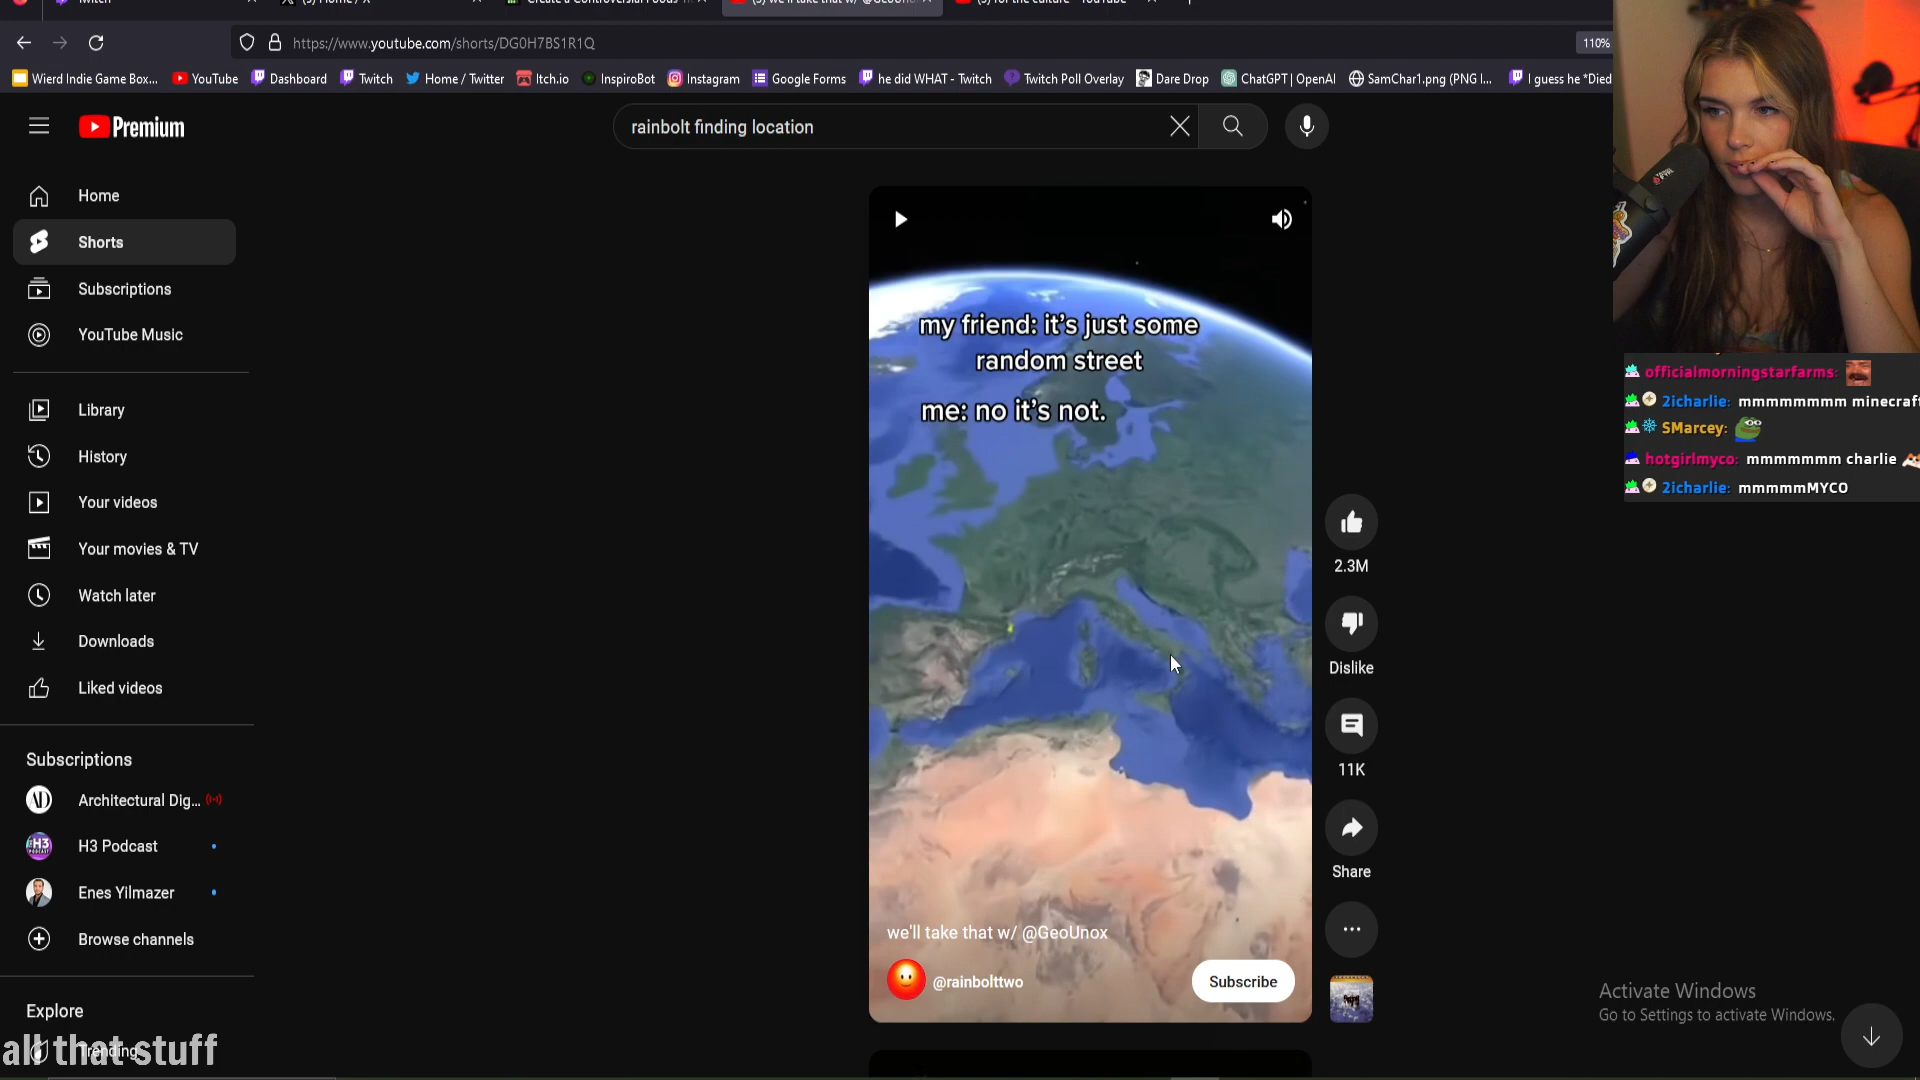 https://www.youtube.com/shorts/DG0H7BS1R1Q
110%
Wierd Indie Game Box...
YouTube
Dashboard
Twitch
Home / Twitter
Itch.io
InspiroBot
Instagram
Google Forms
he did WHAT - Twitch
Twitch Poll Overlay
Dare Drop
ChatGPT | OpenAI
SamChar1.png (PNG I...
I guess he *Died
Premium
rainbolt finding location
Home
Shorts
Subscriptions
YouTube Music
Library
History
Your videos
Your movies & TV
Watch later
Downloads
Liked videos
Subscriptions
Architectural Dig...
H3 Podcast
Enes Yilmazer
Browse channels
Explore
Trending
all that stuff
my friend: it's just some
random street
me: no it's not.
we'll take that w/ @GeoUnox
@rainbolttwo
Subscribe
2.3M
Dislike
11K
Share
officialmorningstarfarms:
2icharlie: mmmmmmmm minecraft
SMarcey:
hotgirlmyco: mmmmmmm charlie
2icharlie: mmmmmMYCO
Activate Windows
Go to Settings to activate Windows.